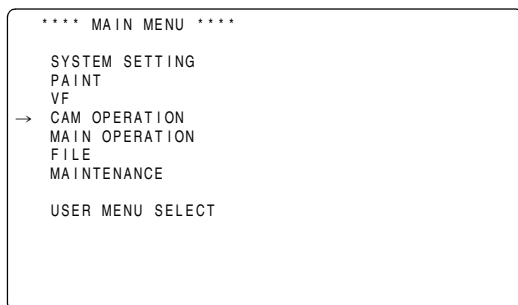 **** MAIN MENU ****
SYSTEM SETTING
PAINT
VF
→ CAM OPERATION
MAIN OPERATION
FILE
MAINTENANCE
USER MENU SELECT